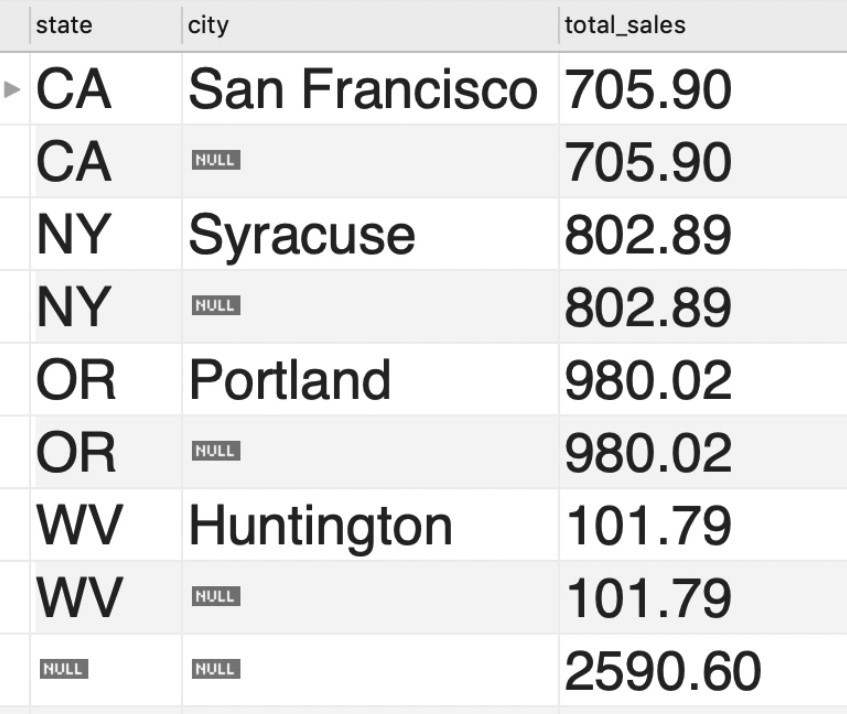 state city total_sales
CA San Francisco 705.90
CA NULL 705.90
NY Syracuse 802.89
NY NULL 802.89
OR Portland 980.02
OR NULL 980.02
WV Huntington 101.79
WV NULL 101.79
NULL NULL 2590.60